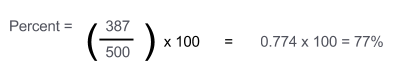 Percent = (387/500) x 100 = 0.774 x 100 = 77%